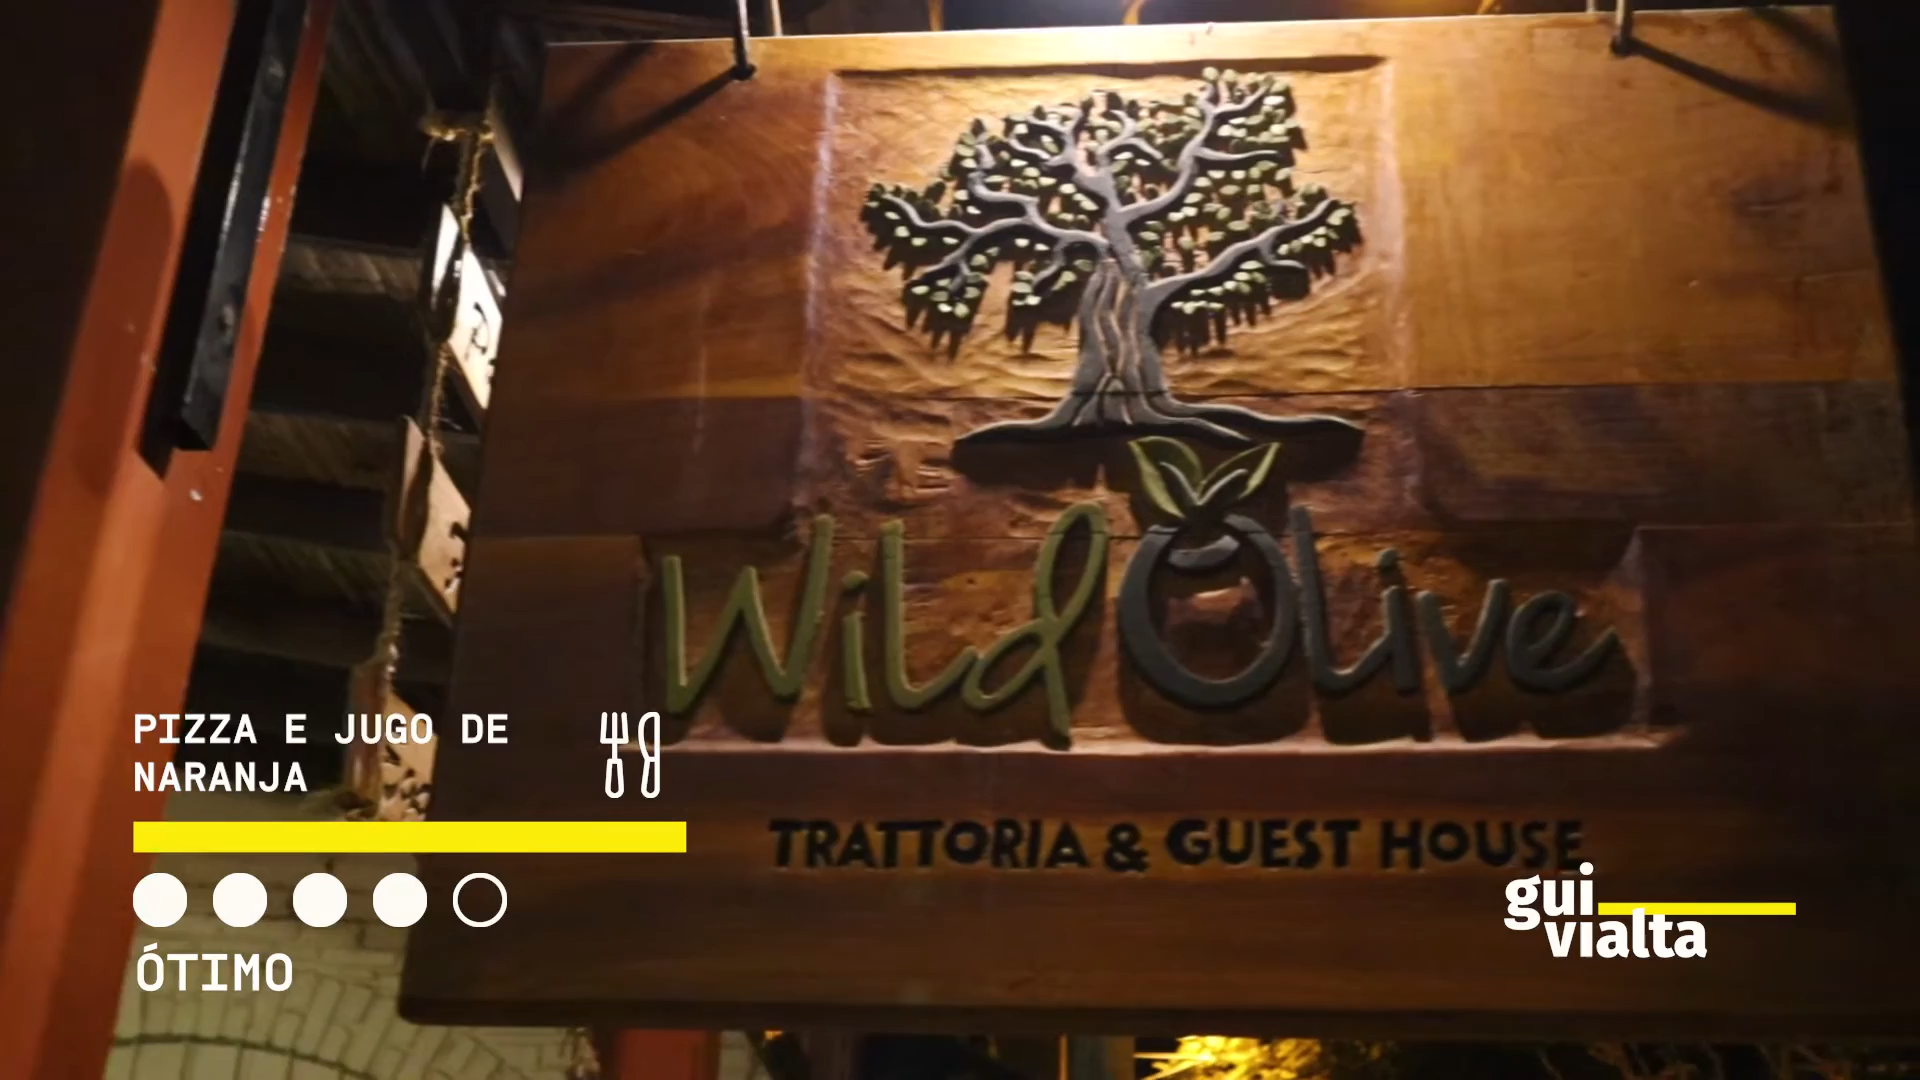 Wild Olive
TRATTORIA & GUEST HOUSE
PIZZA E JUGO DE
NARANJA
ÓTIMO
gui
vialta